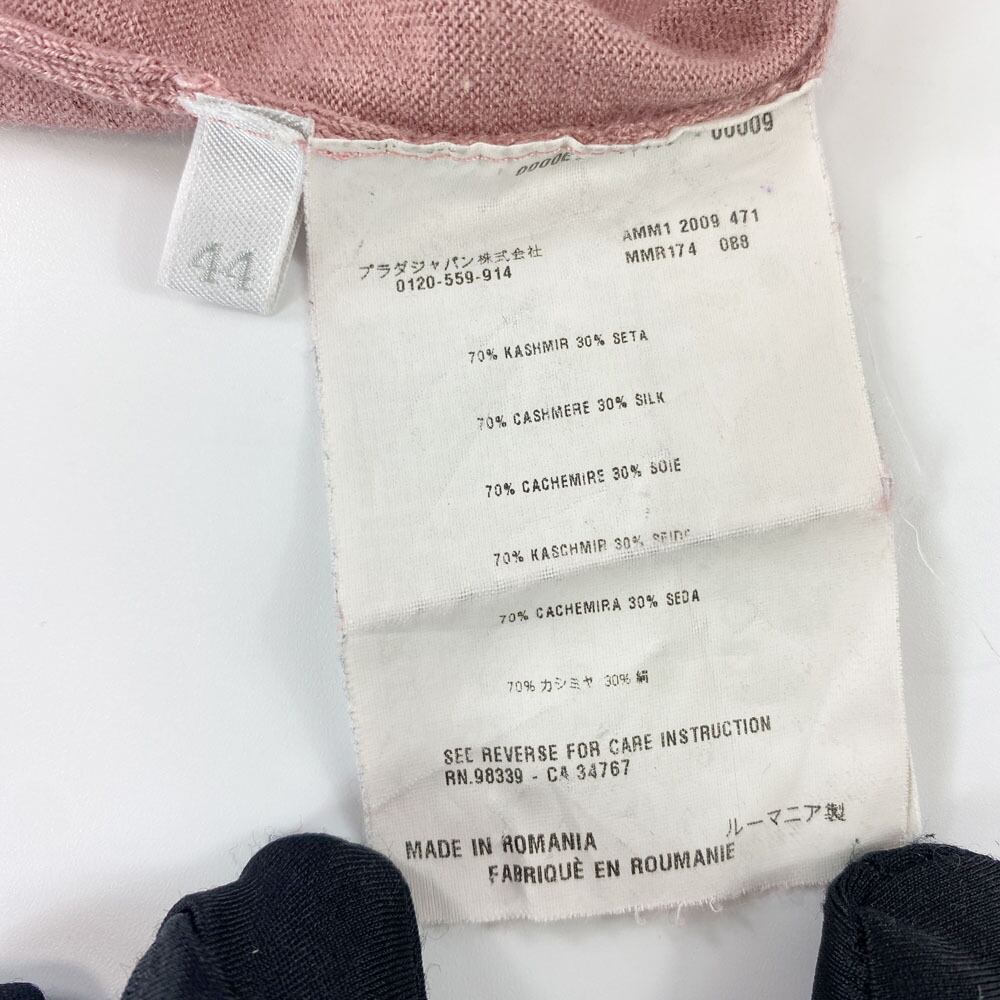 00009
44
プラダジャパン株式会社
0120-559-914
AMM1 2009 471
MMR174 0B8
70% KASHMIR 30% SETA
70% CASHMERE 30% SILK
70% CACHEMIRE 30% SOIE
70% KASCHMIR 30%
70% CACHEMIRA 30% SEDA
70% カシミヤ 30% 絹
SEE REVERSE FOR CARE INSTRUCTION
RN.98339 - CA 34767
MADE IN ROMANIA
ルーマニア製
FABRIQUÈ EN ROUMANIE